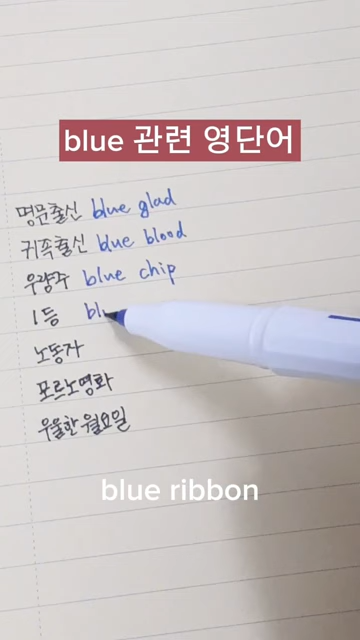 blue 관련 영단어
명문출신 blue glad
귀족출신 blue blood
우량주 blue chip
1등 bl
노동자
포르노영화
우울한 월요일
blue ribbon